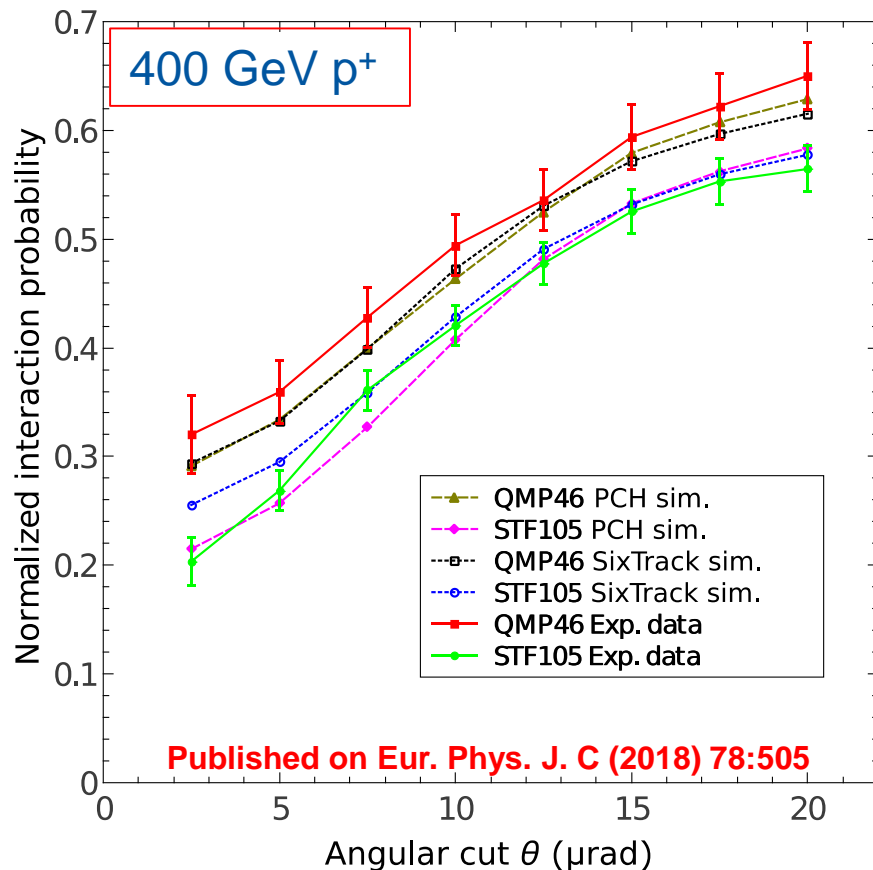 400 GeV p⁺
Normalized interaction probability
0.7
0.6
0.5
0.4
0.3
0.2
0.1
0
QMP46 PCH sim.
STF105 PCH sim.
QMP46 SixTrack sim.
STF105 SixTrack sim.
QMP46 Exp. data
STF105 Exp. data
Published on Eur. Phys. J. C (2018) 78:505
0 5 10 15 20
Angular cut θ (μrad)